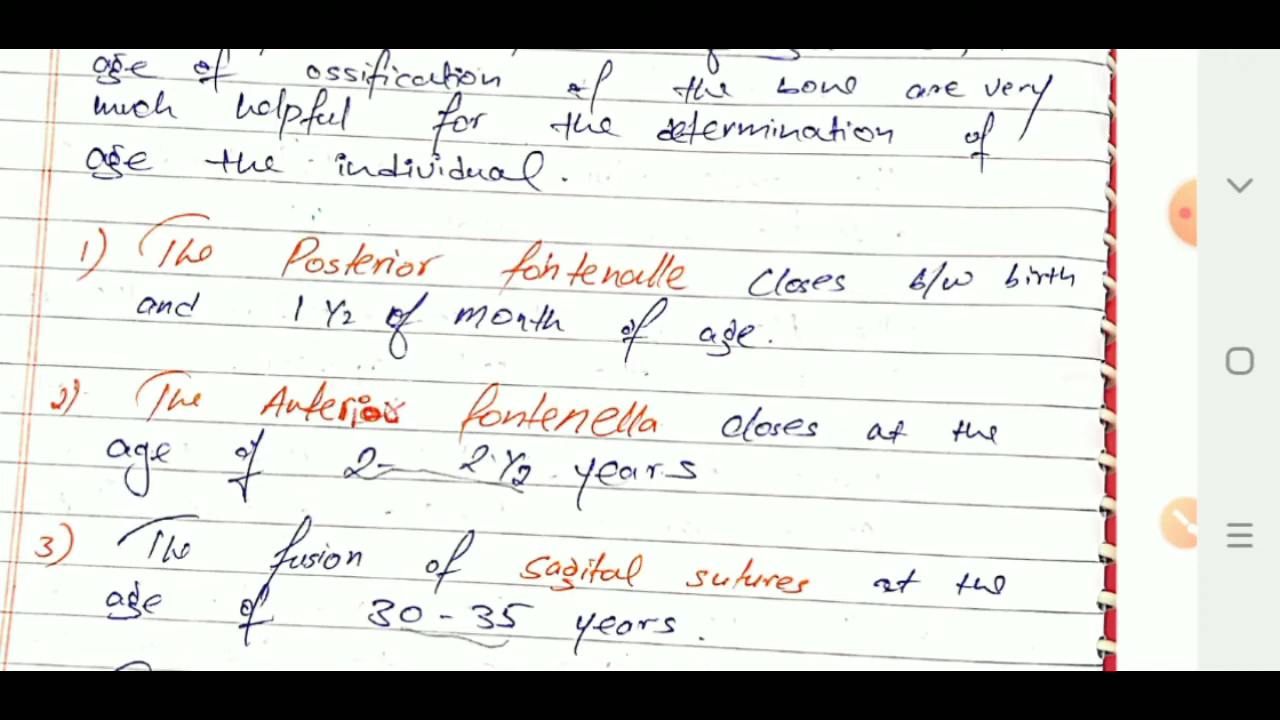 age of ossification of the bone are very
much helpful for the determination of
age the individual.
1) The Posterior fontenalle closes b/w birth
and 1 1/2 of month of age.
2) The Anterior fontenella closes at the
age of 2- 2 1/2 years
3) The fusion of sagital sutures at the
age of 30-35 years.